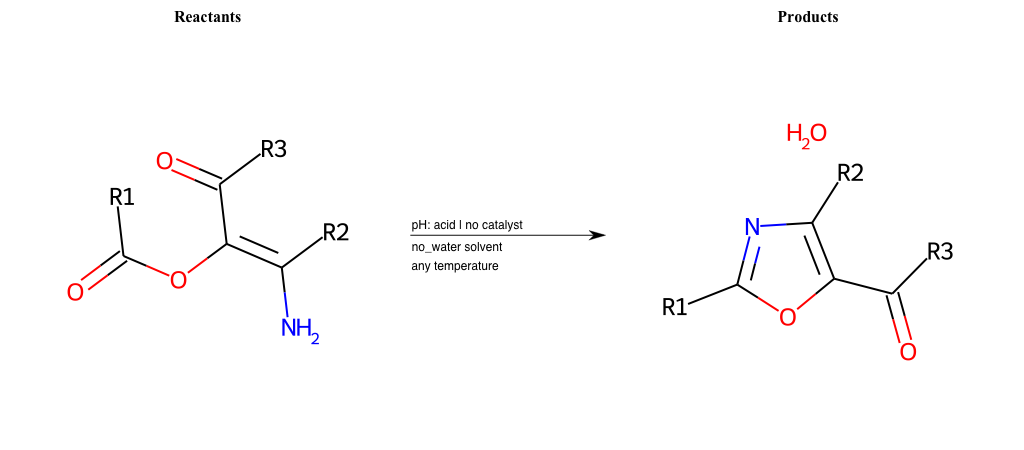 Reactants
Products
H2O
O
R3
R1
R2
R2
N
R3
pH: acid | no catalyst
no_water solvent
any temperature
O
O
NH2
R1
O
O